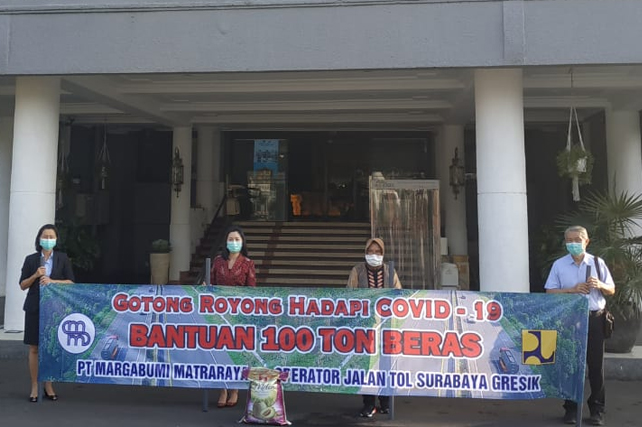 GOTONG ROYONG HADAPI COVID - 19
BANTUAN 100 TON BERAS
PT MARGABUMI MATRARAYA JALAN TOL SURABAYA GRESIK